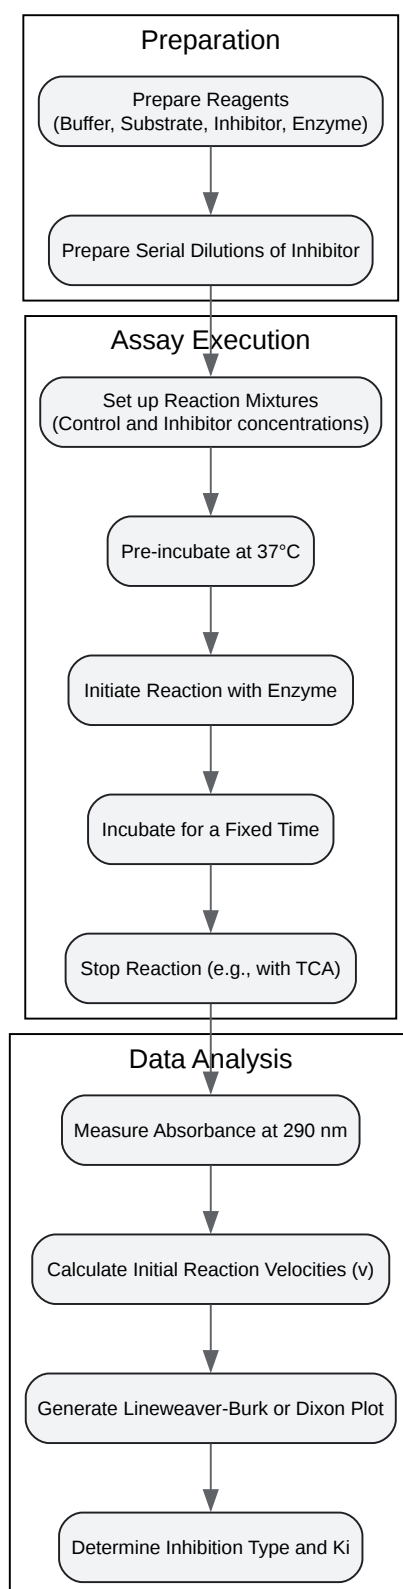 Preparation
Prepare Reagents
(Buffer, Substrate, Inhibitor, Enzyme)
Prepare Serial Dilutions of Inhibitor
Assay Execution
Set up Reaction Mixtures
(Control and Inhibitor concentrations)
Pre-incubate at 37°C
Initiate Reaction with Enzyme
Incubate for a Fixed Time
Stop Reaction (e.g., with TCA)
Data Analysis
Measure Absorbance at 290 nm
Calculate Initial Reaction Velocities (v)
Generate Lineweaver-Burk or Dixon Plot
Determine Inhibition Type and Ki